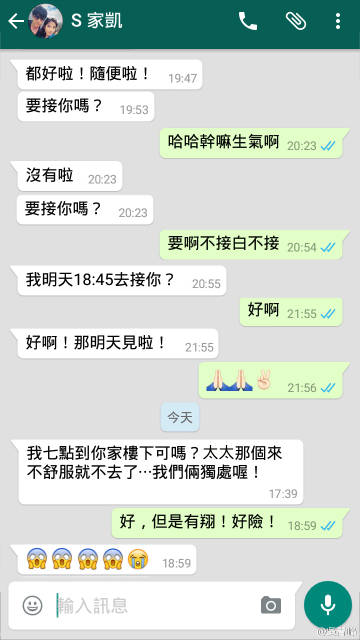 S 家凱
都好啦！隨便啦！ 19:47
要接你嗎？ 19:53
哈哈幹嘛生氣啊 20:23
沒有啦 20:23
要接你嗎？ 20:23
要啊不接白不接 20:54
我明天18:45去接你？ 20:55
好啊 21:55
好啊！那明天見啦！ 21:55
🙏🏻🙏🏻✌🏻 21:56
今天
我七點到你家樓下可嗎？太太那個來
不舒服就不去了…我們倆獨處喔！
17:39
好，但是有翔！好險！ 18:59
😱😱😱😱😭 18:59
輸入訊息